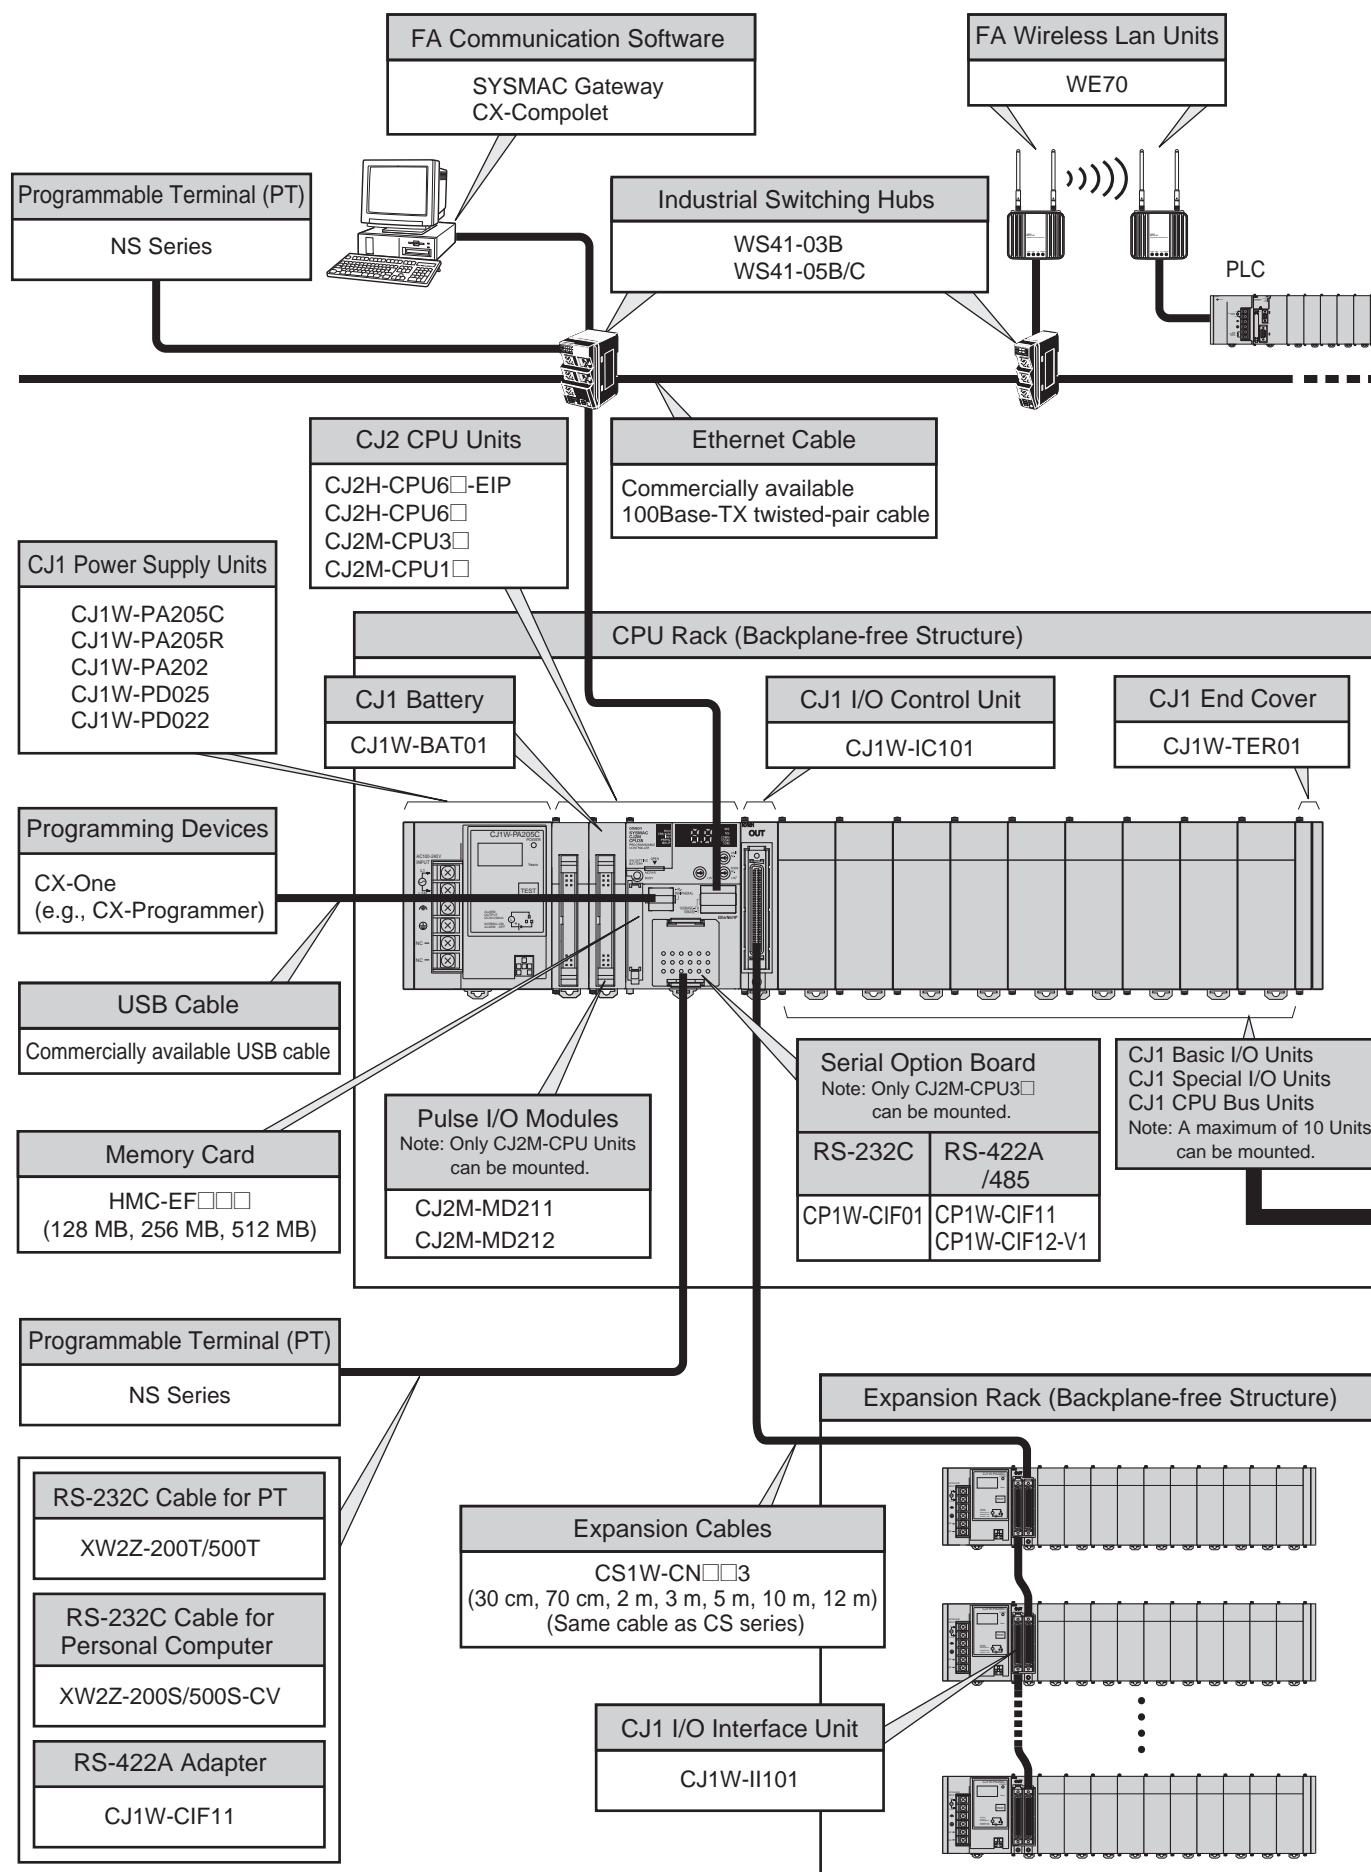 FA Communication Software
SYSMAC Gateway
CX-Compolet
FA Wireless Lan Units
WE70
Programmable Terminal (PT)
NS Series
Industrial Switching Hubs
WS41-03B
WS41-05B/C
PLC
CJ2 CPU Units
CJ2H-CPU6□-EIP
CJ2H-CPU6□
CJ2M-CPU3□
CJ2M-CPU1□
Ethernet Cable
Commercially available
100Base-TX twisted-pair cable
CJ1 Power Supply Units
CJ1W-PA205C
CJ1W-PA205R
CJ1W-PA202
CJ1W-PD025
CJ1W-PD022
CPU Rack (Backplane-free Structure)
CJ1 Battery
CJ1W-BAT01
CJ1 I/O Control Unit
CJ1W-IC101
CJ1 End Cover
CJ1W-TER01
Programming Devices
CX-One
(e.g., CX-Programmer)
CJ1W-PA205C
POWER
TEST
OUT
USB Cable
Commercially available USB cable
Memory Card
HMC-EF□□□
(128 MB, 256 MB, 512 MB)
Pulse I/O Modules
Note: Only CJ2M-CPU Units
can be mounted.
CJ2M-MD211
CJ2M-MD212
Serial Option Board
Note: Only CJ2M-CPU3□
can be mounted.
RS-232C
RS-422A
/485
CP1W-CIF01
CP1W-CIF11
CP1W-CIF12-V1
CJ1 Basic I/O Units
CJ1 Special I/O Units
CJ1 CPU Bus Units
Note: A maximum of 10 Units
can be mounted.
Programmable Terminal (PT)
NS Series
RS-232C Cable for PT
XW2Z-200T/500T
RS-232C Cable for
Personal Computer
XW2Z-200S/500S-CV
RS-422A Adapter
CJ1W-CIF11
Expansion Rack (Backplane-free Structure)
Expansion Cables
CS1W-CN□□3
(30 cm, 70 cm, 2 m, 3 m, 5 m, 10 m, 12 m)
(Same cable as CS series)
CJ1 I/O Interface Unit
CJ1W-II101